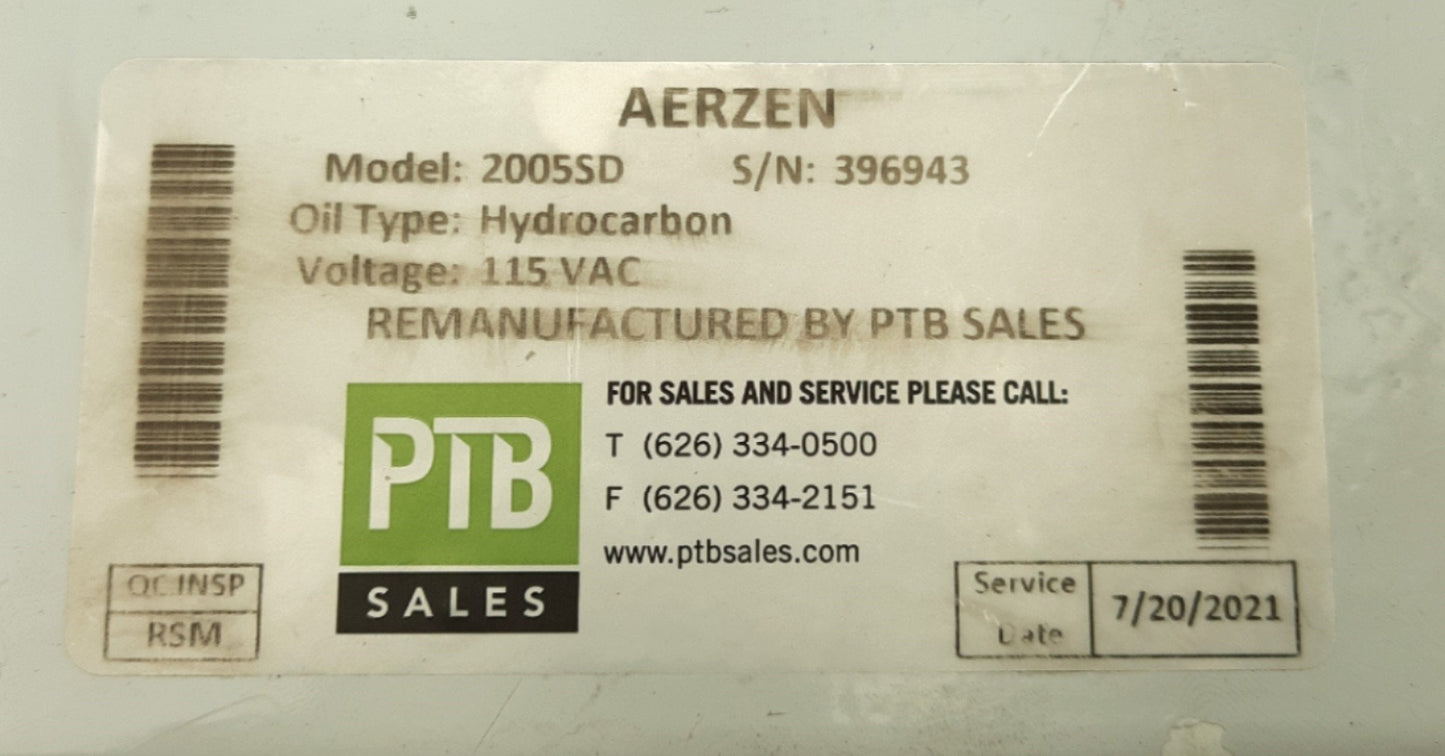 AERZEN
Model: 2005SD S/N: 396943
Oil Type: Hydrocarbon
Voltage: 115 VAC
REMANUFACTURED BY PTB SALES
PTB
SALES
FOR SALES AND SERVICE PLEASE CALL:
T (626) 334-0500
F (626) 334-2151
www.ptbsales.com
QC INSP
RSM
Service
Date
7/20/2021